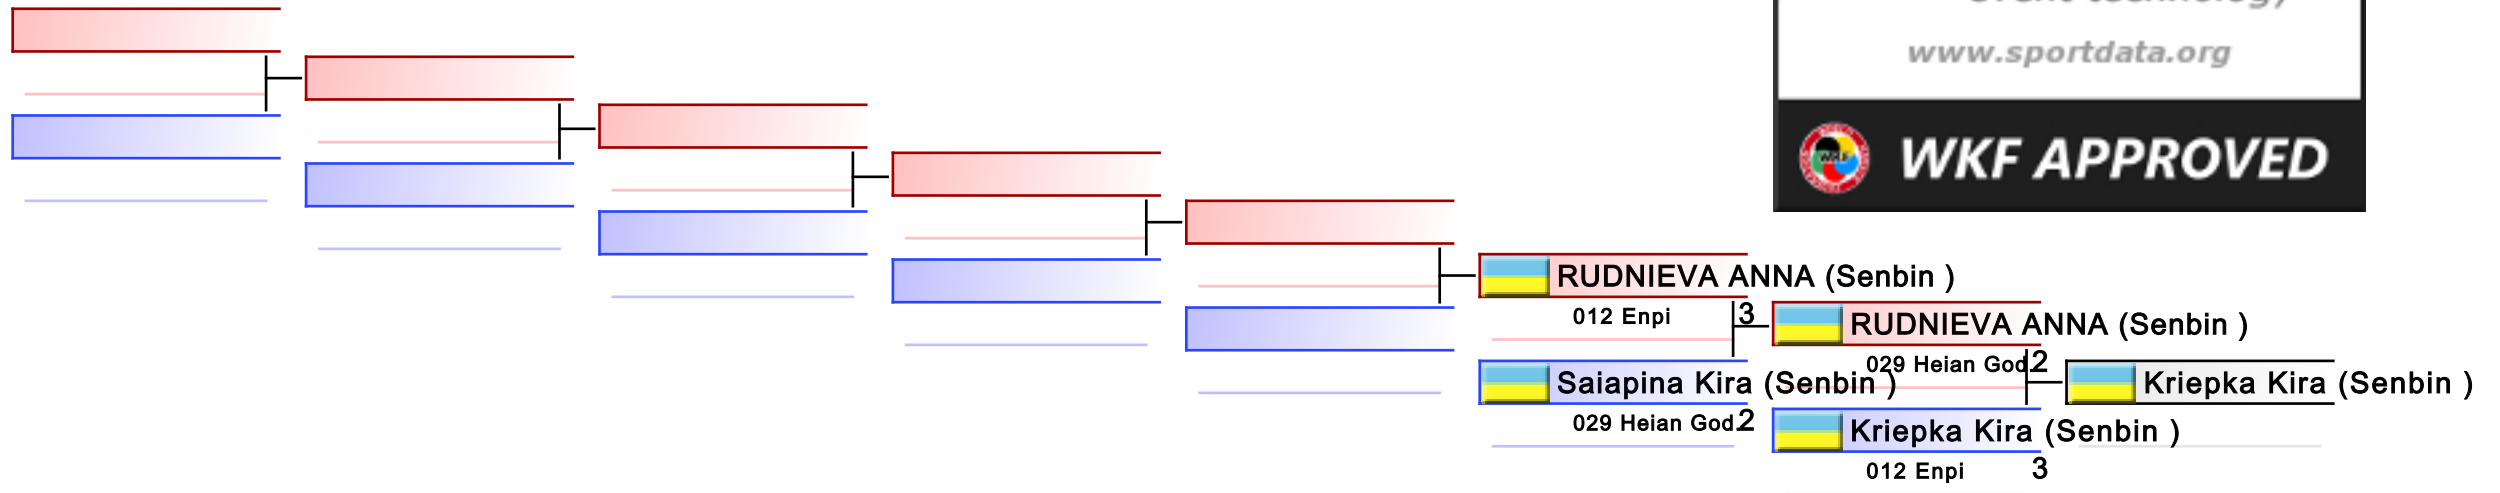 www.sportdata.org
WKF APPROVED
RUDNIEVA ANNA (Senbin )
012 Enpi 3
RUDNIEVA ANNA (Senbin )
029 Heian God 2
Saiapina Kira (Senbin )
029 Heian God 2
Kriepka Kira (Senbin )
Kriepka Kira (Senbin )
012 Enpi 3